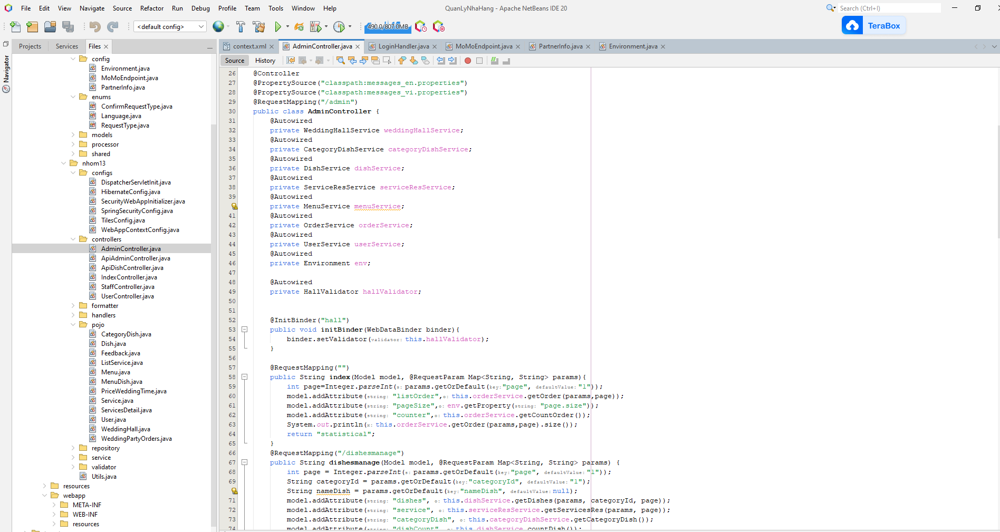 File Edit View Navigate Source Refactor Run Debug Profile Team Tools Window Help
QuanLyNhaHang - Apache NetBeans IDE 20
Search (Ctrl+I)
<default config>
490.0/807.0MB
TeraBox
Projects Services Files
Navigator
config
Environment.java
MoMoEndpoint.java
PartnerInfo.java
enums
ConfirmRequestType.java
Language.java
RequestType.java
models
processor
shared
nhom13
configs
DispatcherServletInit.java
HibernateConfig.java
SecurityWebAppInitializer.java
SpringSecurityConfig.java
TilesConfig.java
WebAppContextConfig.java
controllers
AdminController.java
ApiAdminController.java
ApiDishController.java
IndexController.java
StaffController.java
UserController.java
formatter
handlers
pojo
CategoryDish.java
Dish.java
Feedback.java
ListService.java
Menu.java
MenuDish.java
PriceWeddingTime.java
Service.java
ServicesDetail.java
User.java
WeddingHall.java
WeddingPartyOrders.java
repository
service
validator
Utils.java
resources
webapp
META-INF
WEB-INF
resources
context.xml AdminController.java LoginHandler.java MoMoEndpoint.java PartnerInfo.java Environment.java
Source History
26 @Controller
27 @PropertySource("classpath:messages_en.properties")
28 @PropertySource("classpath:messages_vi.properties")
29 @RequestMapping("/admin")
30 public class AdminController {
31 @Autowired
32 private WeddingHallService weddingHallService;
33 @Autowired
34 private CategoryDishService categoryDishService;
35 @Autowired
36 private DishService dishService;
37 @Autowired
38 private ServiceResService serviceResService;
39 @Autowired
private MenuService menuService;
41 @Autowired
42 private OrderService orderService;
43 @Autowired
44 private UserService userService;
45 @Autowired
46 private Environment env;
47
48 @Autowired
49 private HallValidator hallValidator;
50
51
52 @InitBinder("hall")
53 public void initBinder(WebDataBinder binder){
54 binder.setValidator(validator: this.hallValidator);
55 }
56
57 @RequestMapping("")
58 public String index(Model model, @RequestParam Map<String, String> params){
59 int page=Integer.parseInt(s: params.getOrDefault(key:"page", defaultValue:"1"));
60 model.addAttribute(string: "listOrder",o: this.orderService.getOrder(params,page));
61 model.addAttribute(string: "pageSize",o: env.getProperty(string: "page.size"));
62 model.addAttribute(string: "counter",o: this.orderService.getCountOrder());
63 System.out.println(x: this.orderService.getOrder(params,page).size());
64 return "statistical";
65 }
66 @RequestMapping("/dishesmanage")
67 public String dishesmanage(Model model, @RequestParam Map<String, String> params) {
68 int page = Integer.parseInt(s: params.getOrDefault(key:"page", defaultValue:"1"));
69 String categoryId = params.getOrDefault(key:"categoryId", defaultValue:"1");
String nameDish = params.getOrDefault(key:"nameDish", defaultValue:null);
71 model.addAttribute(string: "dishes", o: this.dishService.getDishes(params, categoryId, page));
72 model.addAttribute(string: "service", o: this.serviceResService.getServicesRes(params, page));
73 model.addAttribute(string: "categoryDish", o: this.categoryDishService.getCategoryDish());
74 model.addAttribute(string: "dishCount", o: this.dishService.countDish());